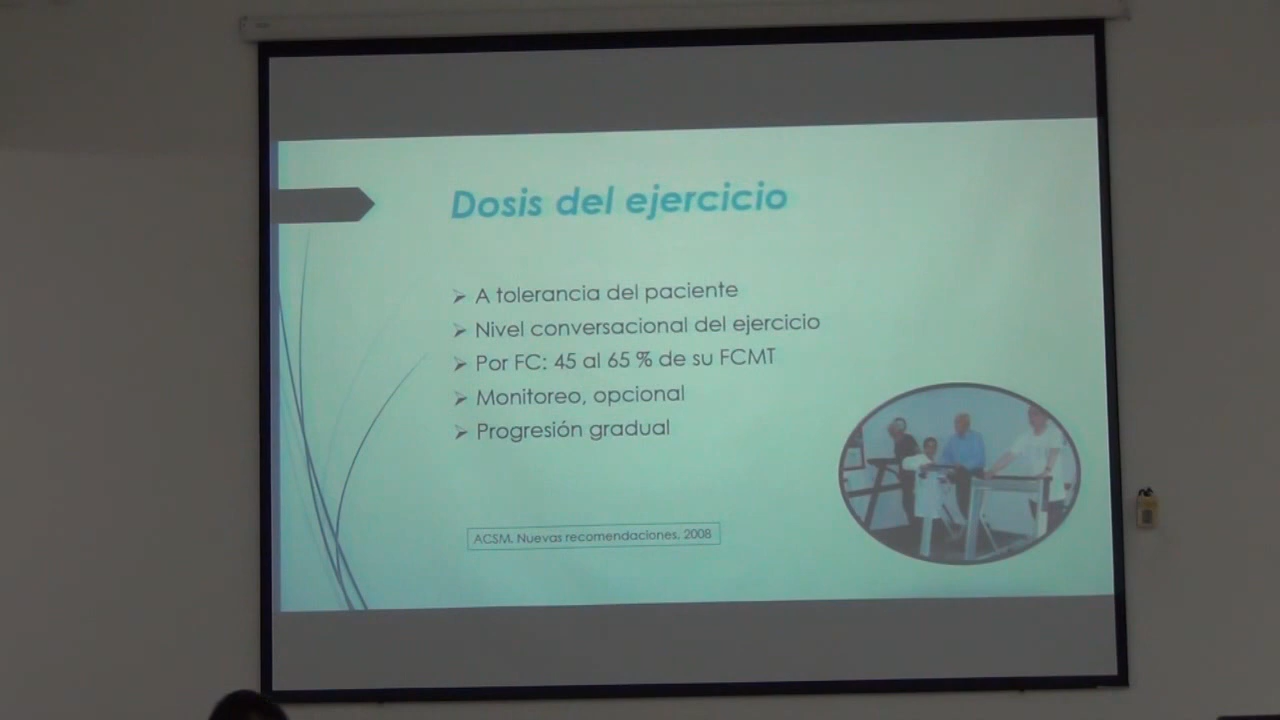 Dosis del ejercicio
A tolerancia del paciente
Nivel conversacional del ejercicio
Por FC: 45 al 65 % de su FCMT
Monitoreo, opcional
Progresión gradual
ACSM. Nuevas recomendaciones. 2008